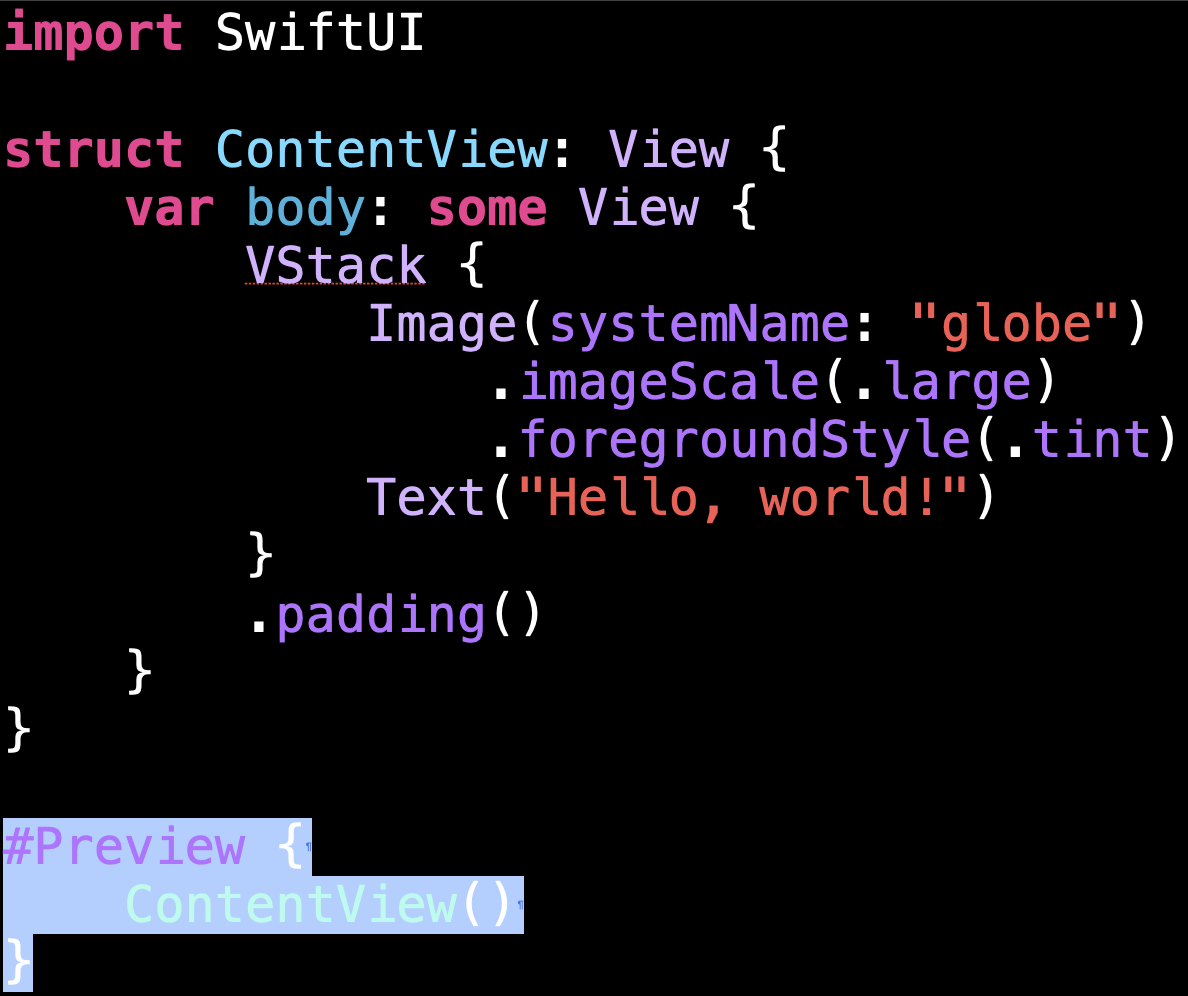 import SwiftUI
struct ContentView: View {
    var body: some View {
        VStack {
            Image(systemName: "globe")
                .imageScale(.large)
                .foregroundStyle(.tint)
            Text("Hello, world!")
        }
        .padding()
    }
}
#Preview {¶
    ContentView()¶
}